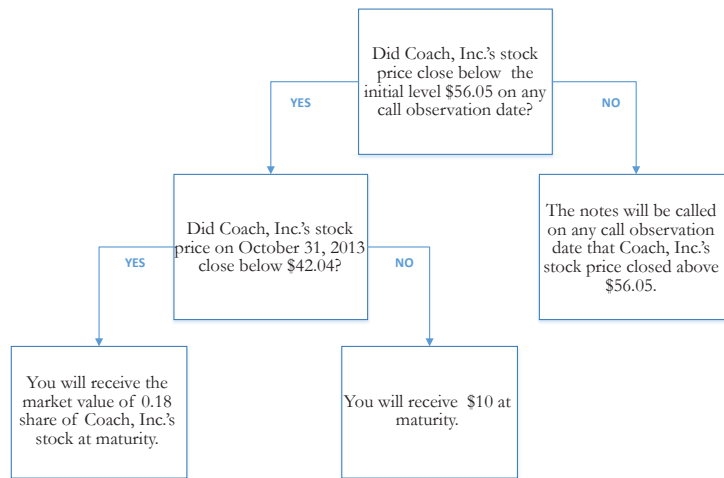 Did Coach, Inc.'s stock
price close below the
initial level $56.05 on any
call observation date?
YES
NO
Did Coach, Inc.'s stock
price on October 31, 2013
close below $42.04?
The notes will be called
on any call observation
date that Coach, Inc.'s
stock price closed above
$56.05.
YES
NO
You will receive the
market value of 0.18
share of Coach, Inc.'s
stock at maturity.
You will receive $10 at
maturity.